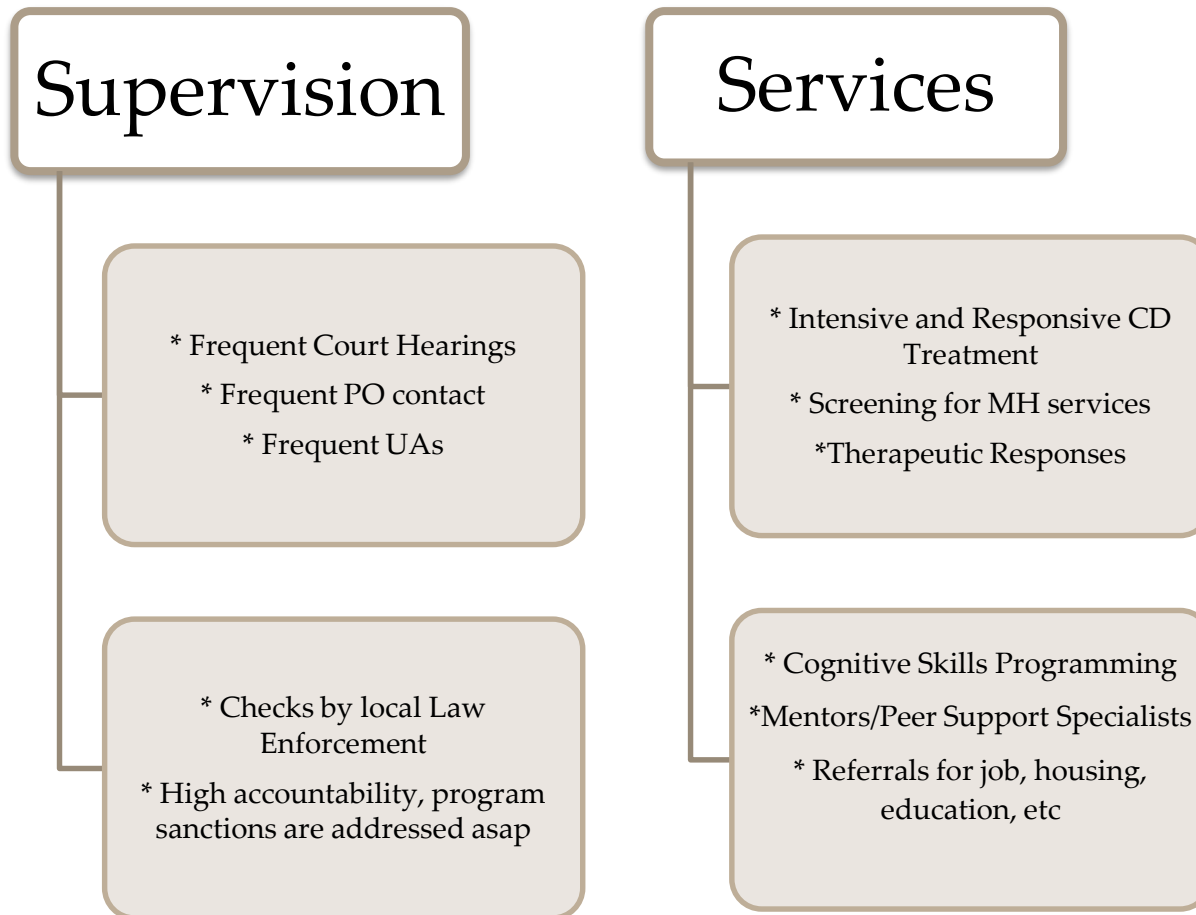 Supervision
* Frequent Court Hearings
* Frequent PO contact
* Frequent UAs
* Checks by local Law
Enforcement
* High accountability, program
sanctions are addressed asap
Services
* Intensive and Responsive CD
Treatment
* Screening for MH services
*Therapeutic Responses
* Cognitive Skills Programming
*Mentors/Peer Support Specialists
* Referrals for job, housing,
education, etc